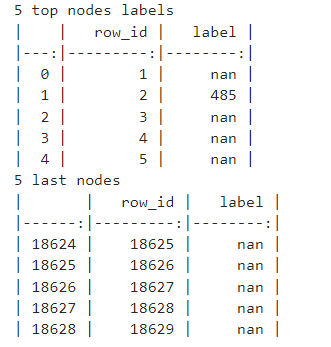 5 top nodes labels
|    |   row_id |   label |
|---:|---------:|--------:|
|  0 |        1 |     nan |
|  1 |        2 |     485 |
|  2 |        3 |     nan |
|  3 |        4 |     nan |
|  4 |        5 |     nan |
5 last nodes
|       |   row_id |   label |
|------:|---------:|--------:|
| 18624 |    18625 |     nan |
| 18625 |    18626 |     nan |
| 18626 |    18627 |     nan |
| 18627 |    18628 |     nan |
| 18628 |    18629 |     nan |